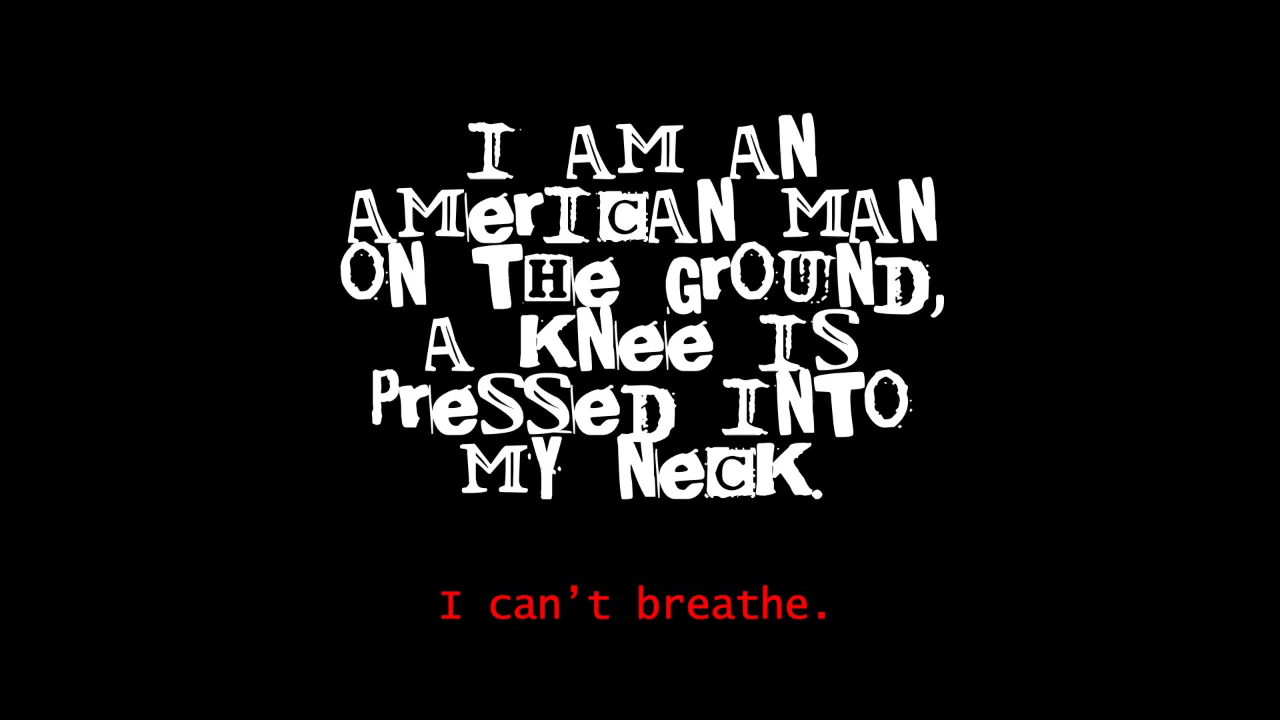 I AM AN
AMerICAN MAN
ON THe GrOUND,
A KNee IS
PreSSeD INTO
MY NeCK.
I can’t breathe.